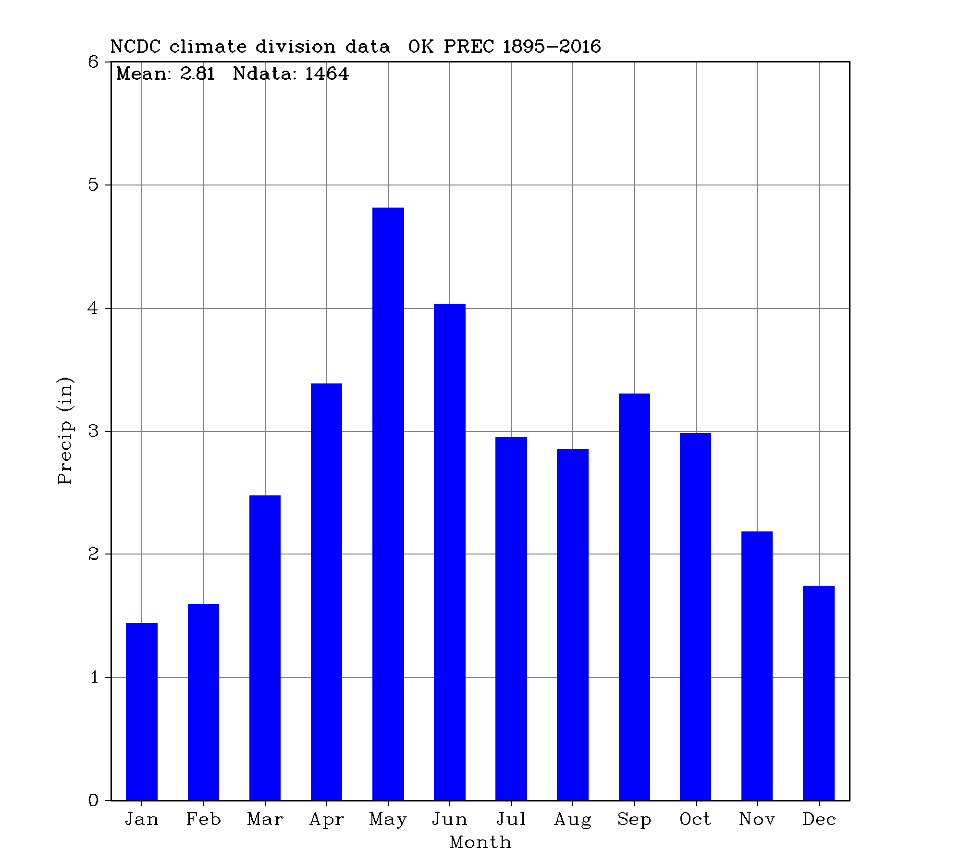 NCDC climate division data  OK PREC 1895-2016
Mean: 2.81  Ndata: 1464
6
5
4
3
2
1
0
Precip (in)
Jan Feb Mar Apr May Jun Jul Aug Sep Oct Nov Dec
Month